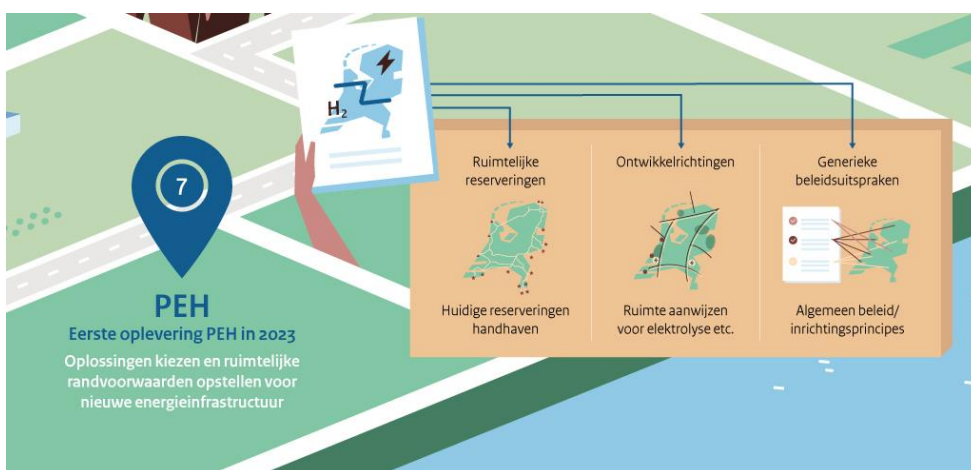 H₂
7
PEH
Eerste oplevering PEH in 2023
Oplossingen kiezen en ruimtelijke
randvoorwaarden opstellen voor
nieuwe energieinfrastructuur
Ruimtelijke
reserveringen
Huidige reserveringen
handhaven
Ontwikkelrichtingen
Ruimte aanwijzen
voor elektrolyse etc.
Generieke
beleidsuitspraken
Algemeen beleid/
inrichtingsprincipes